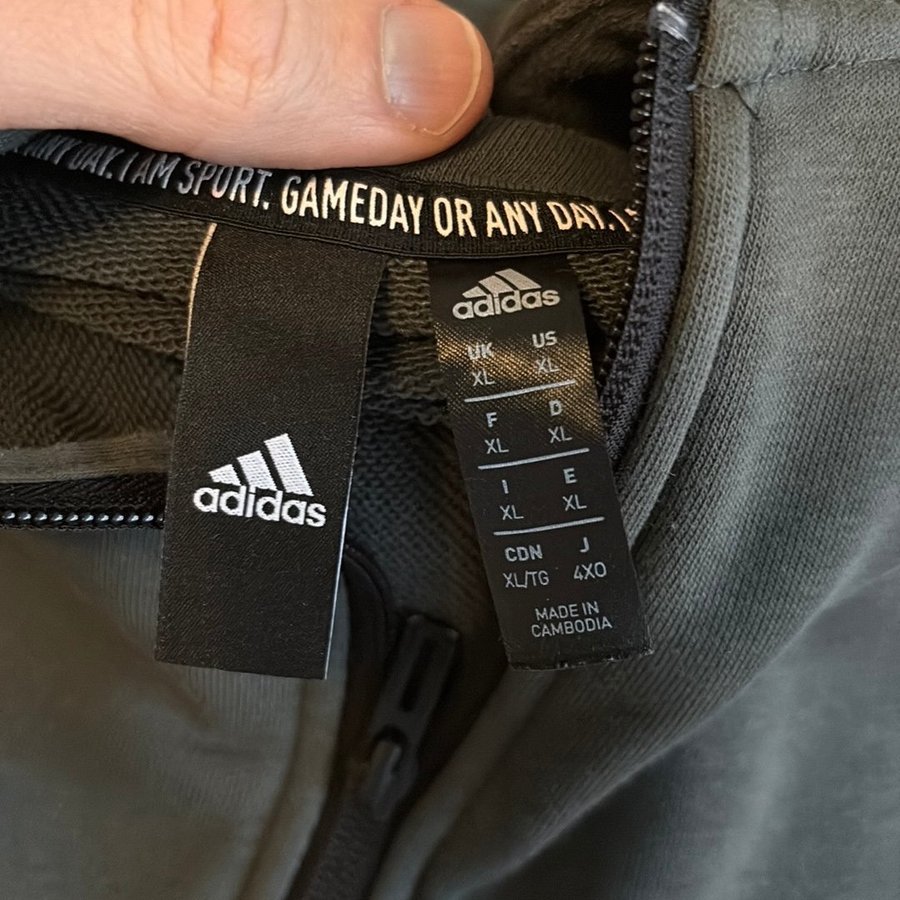 ANY DAY. I AM SPORT. GAMEDAY OR ANY DAY. I
adidas
adidas
UK US
XL XL
F D
XL XL
I E
XL XL
CDN J
XL/TG 4XO
MADE IN
CAMBODIA